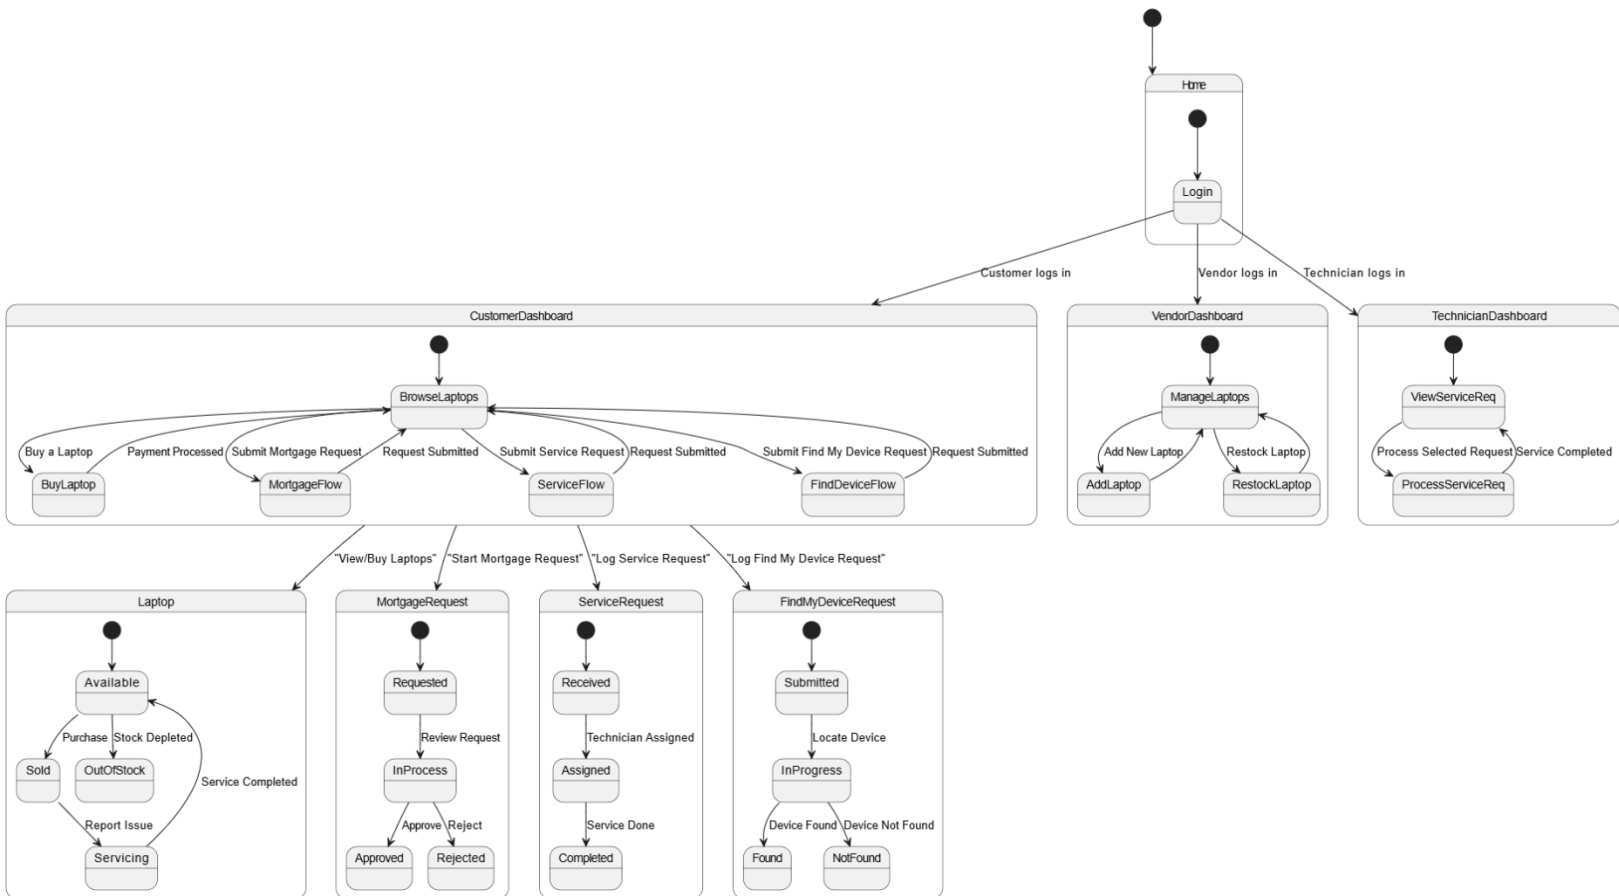 Home
Login
Customer logs in
Vendor logs in
Technician logs in
CustomerDashboard
VendorDashboard
TechnicianDashboard
BrowseLaptops
ManageLaptops
ViewServiceReq
Buy a Laptop
Payment Processed
Submit Mortgage Request
Request Submitted
Submit Service Request
Request Submitted
Submit Find My Device Request
Request Submitted
Add New Laptop
Restock Laptop
Process Selected Request
Service Completed
BuyLaptop
MortgageFlow
ServiceFlow
FindDeviceFlow
AddLaptop
RestockLaptop
ProcessServiceReq
"View/Buy Laptops"
"Start Mortgage Request"
"Log Service Request"
"Log Find My Device Request"
Laptop
MortgageRequest
ServiceRequest
FindMyDeviceRequest
Available
Requested
Received
Submitted
Purchase
Stock Depleted
Review Request
Technician Assigned
Locate Device
Sold
OutOfStock
Service Completed
InProcess
Assigned
InProgress
Report Issue
Approve
Reject
Service Done
Device Found
Device Not Found
Servicing
Approved
Rejected
Completed
Found
NotFound